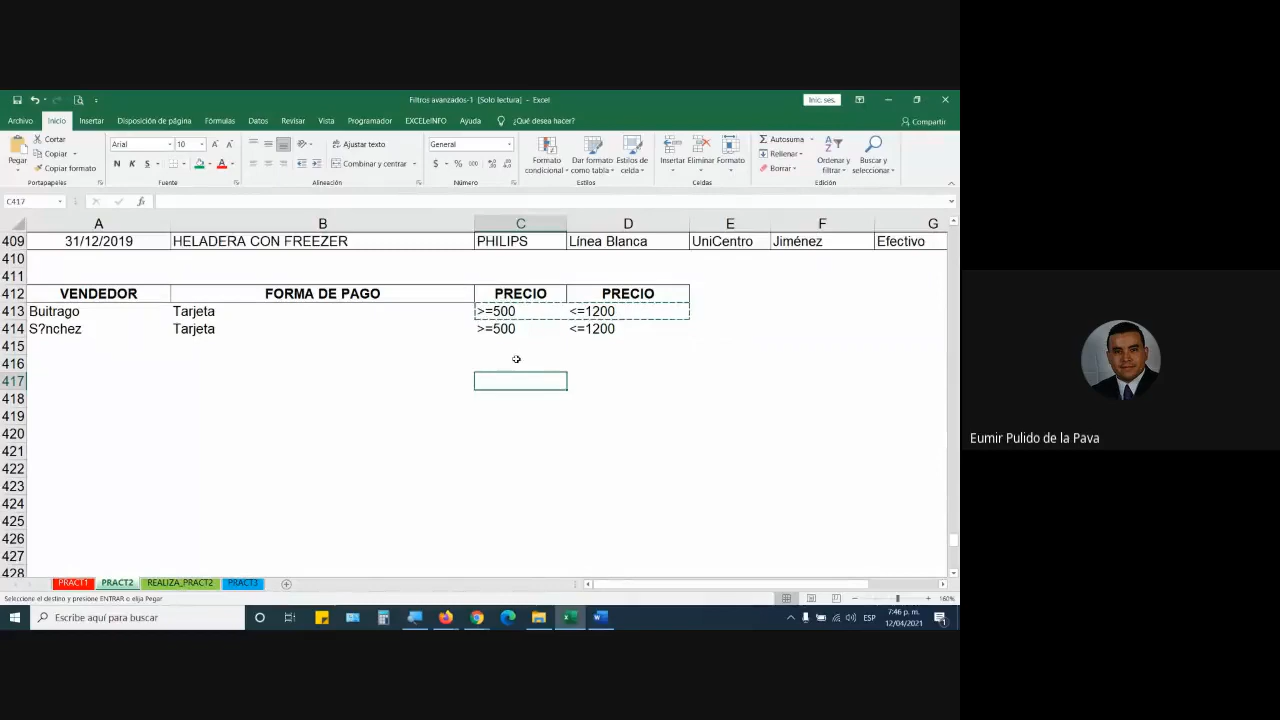 Filtros avanzados-1 [Solo lectura] - Excel
Inic. ses.
Archivo Inicio Insertar Disposición de página Fórmulas Datos Revisar Vista Programador EXCELeINFO Ayuda ¿Qué desea hacer? Compartir
Pegar
Cortar
Copiar
Copiar formato
Portapapeles
Arial 10
N K S
Fuente
Ajustar texto
Combinar y centrar
Alineación
General
$ %
Número
Formato condicional
Dar formato como tabla
Estilos de celda
Estilos
Insertar Eliminar Formato
Celdas
Autosuma
Rellenar
Borrar
Ordenar y filtrar
Buscar y seleccionar
Edición
C417
fx
A B C D E F G
409 31/12/2019 HELADERA CON FREEZER PHILIPS Línea Blanca UniCentro Jiménez Efectivo
410
411
412 VENDEDOR FORMA DE PAGO PRECIO PRECIO
413 Buitrago Tarjeta >=500 <=1200
414 S?nchez Tarjeta >=500 <=1200
415
416
417
418
419
420
421
422
423
424
425
426
427
428
PRACT1 PRACT2 REALIZA_PRACT2 PRACT3
Seleccione el destino y presione ENTRAR o elija Pegar
160%
Escribe aquí para buscar
ESP
7:46 p. m.
12/04/2021
Eumir Pulido de la Pava